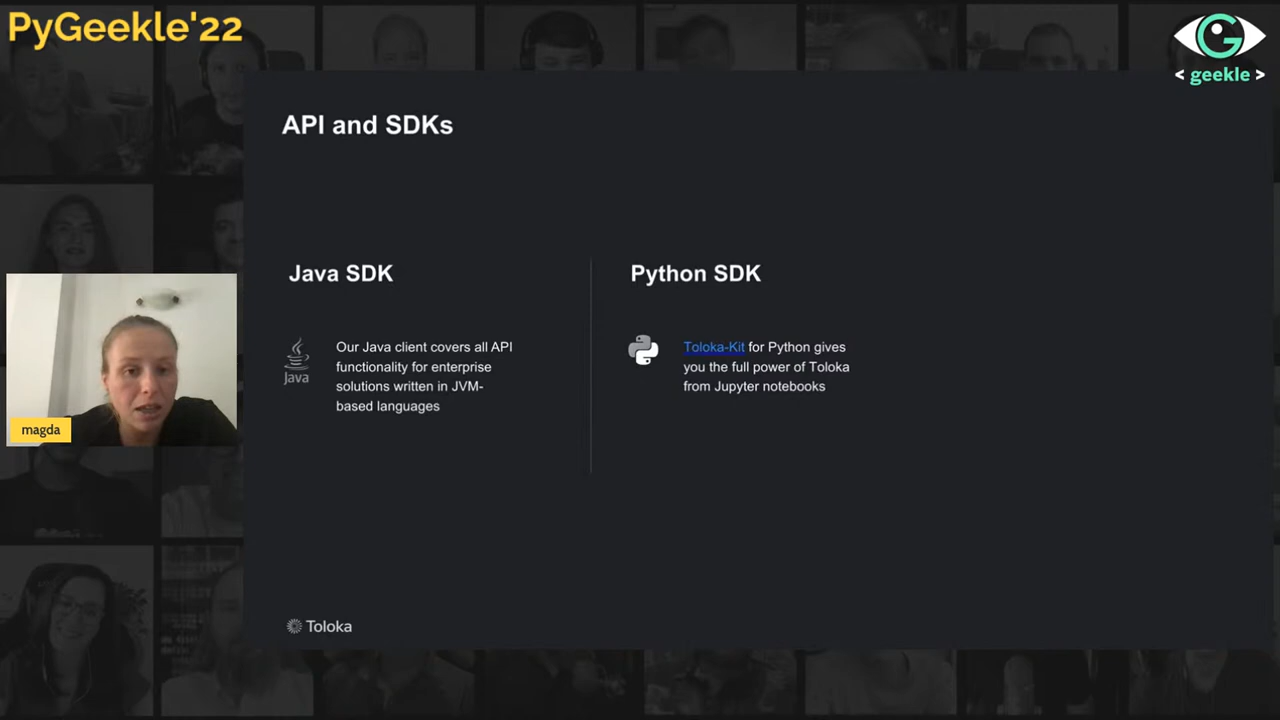 PyGeekle'22
< geekle >
API and SDKs
Java SDK
Java
Our Java client covers all API
functionality for enterprise
solutions written in JVM-
based languages
Python SDK
Toloka-Kit for Python gives
you the full power of Toloka
from Jupyter notebooks
magda
Toloka